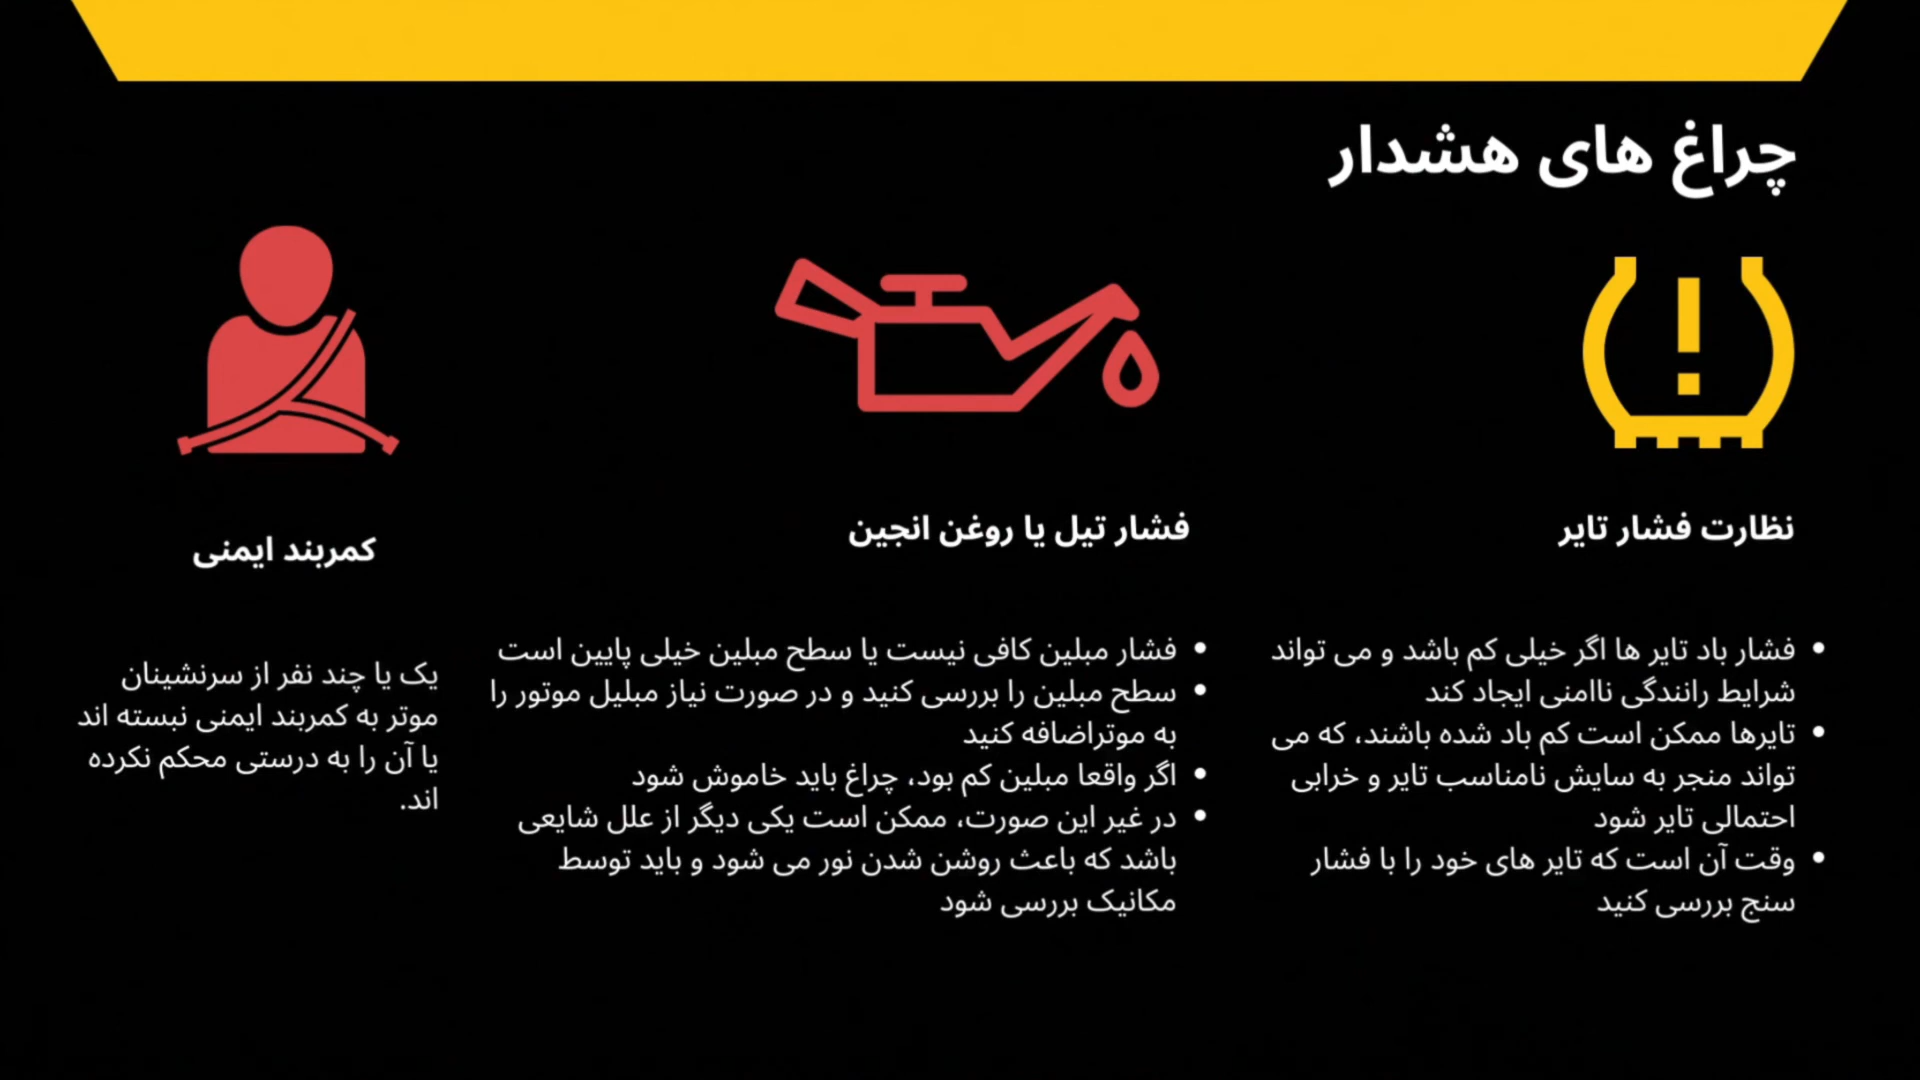 چراغ های هشدار
نظارت فشار تایر
فشار باد تایر ها اگر خیلی کم باشد و می تواند
شرایط رانندگی ناامنی ایجاد کند
تایرها ممکن است کم باد شده باشند، که می
تواند منجر به سایش نامناسب تایر و خرابی
احتمالی تایر شود
وقت آن است که تایر های خود را با فشار
سنج بررسی کنید
فشار تیل یا روغن انجین
فشار مبلین کافی نیست یا سطح مبلین خیلی پایین است
سطح مبلین را بررسی کنید و در صورت نیاز مبلیل موتور را
به موتراضافه کنید
اگر واقعا مبلین کم بود، چراغ باید خاموش شود
در غیر این صورت، ممکن است یکی دیگر از علل شایعی
باشد که باعث روشن شدن نور می شود و باید توسط
مکانیک بررسی شود
کمربند ایمنی
یک یا چند نفر از سرنشینان
موتر به کمربند ایمنی نبسته اند
یا آن را به درستی محکم نکرده
اند.